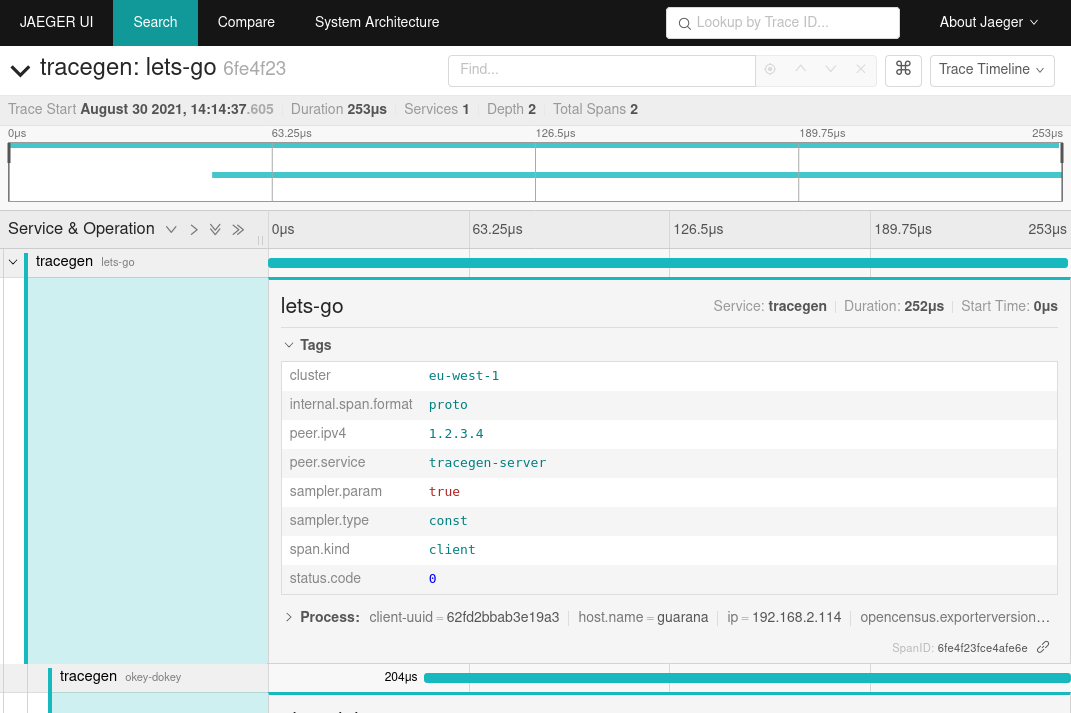 JAEGER UI Search Compare System Architecture Lookup by Trace ID... About Jaeger
tracegen: lets-go 6fe4f23 Find... ⌘ Trace Timeline
Trace Start August 30 2021, 14:14:37.605 Duration 253μs Services 1 Depth 2 Total Spans 2
0μs 63.25μs 126.5μs 189.75μs 253μs
Service & Operation 0μs 63.25μs 126.5μs 189.75μs 253μs
tracegen lets-go
lets-go Service: tracegen Duration: 252μs Start Time: 0μs
Tags
cluster eu-west-1
internal.span.format proto
peer.ipv4 1.2.3.4
peer.service tracegen-server
sampler.param true
sampler.type const
span.kind client
status.code 0
Process: client-uuid = 62fd2bbab3e19a3 host.name = guarana ip = 192.168.2.114 opencensus.exporterversion…
SpanID: 6fe4f23fce4afe6e
tracegen okey-dokey 204μs